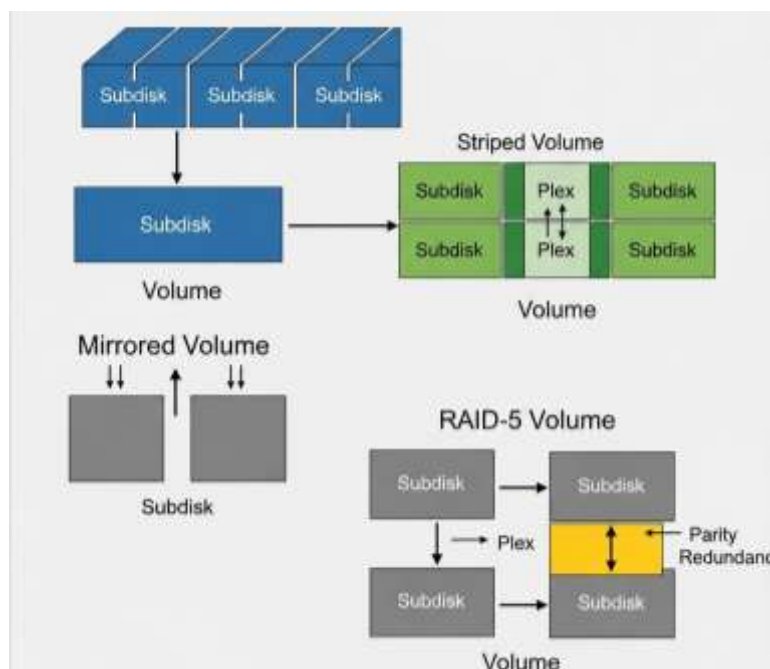 Subdisk Subdisk Subdisk
Subdisk
Volume
Striped Volume
Subdisk Plex Subdisk
Subdisk Plex Subdisk
Volume
Mirrored Volume
Subdisk
RAID-5 Volume
Subdisk Subdisk
Plex
Parity
Redundanc
Subdisk Subdisk
Volume